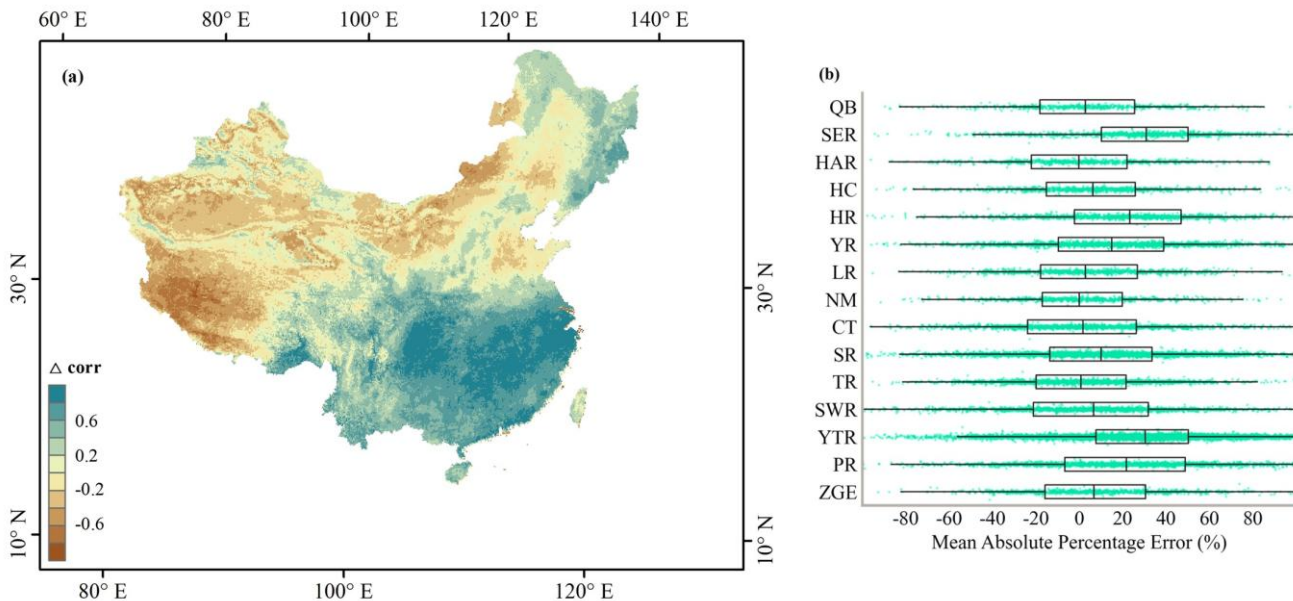 60° E 80° E 100° E 120° E 140° E
(a)
30° N
30° N
△ corr
0.6
0.2
-0.2
-0.6
10° N
10° N
80° E 100° E 120° E
(b)
QB
SER
HAR
HC
HR
YR
LR
NM
CT
SR
TR
SWR
YTR
PR
ZGE
-80 -60 -40 -20 0 20 40 60 80
Mean Absolute Percentage Error (%)